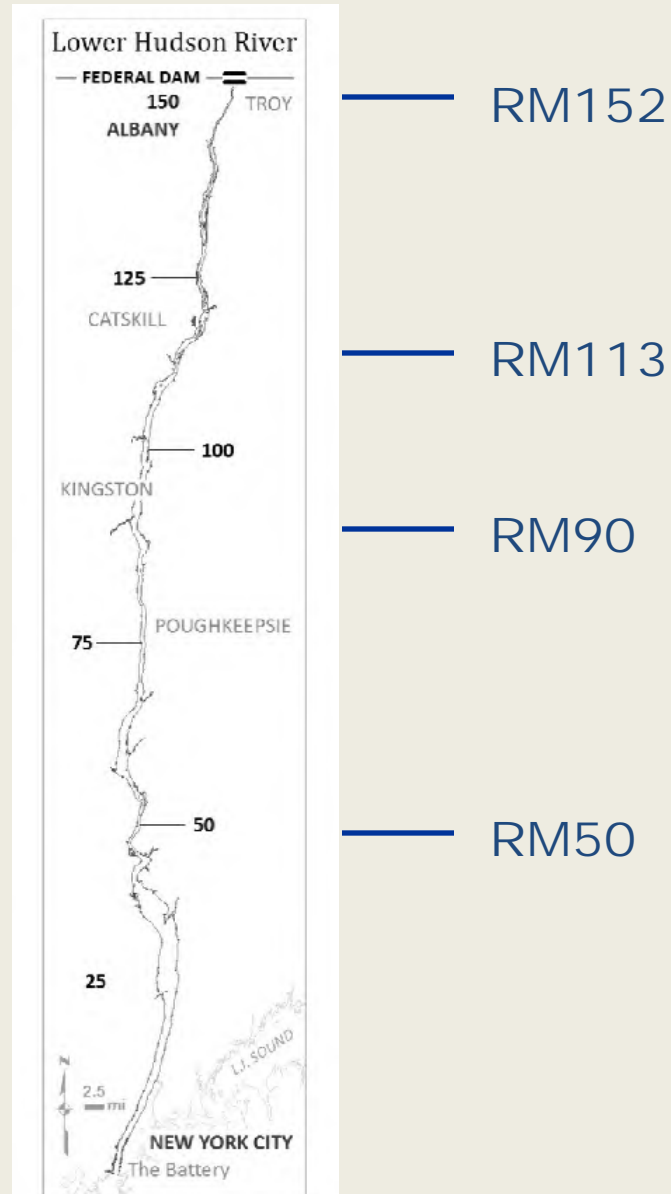 Lower Hudson River
FEDERAL DAM
150
TROY
RM152
ALBANY
125
CATSKILL
RM113
100
KINGSTON
RM90
POUGHKEEPSIE
75
50
RM50
25
L.I. SOUND
N
2.5
mi
NEW YORK CITY
The Battery